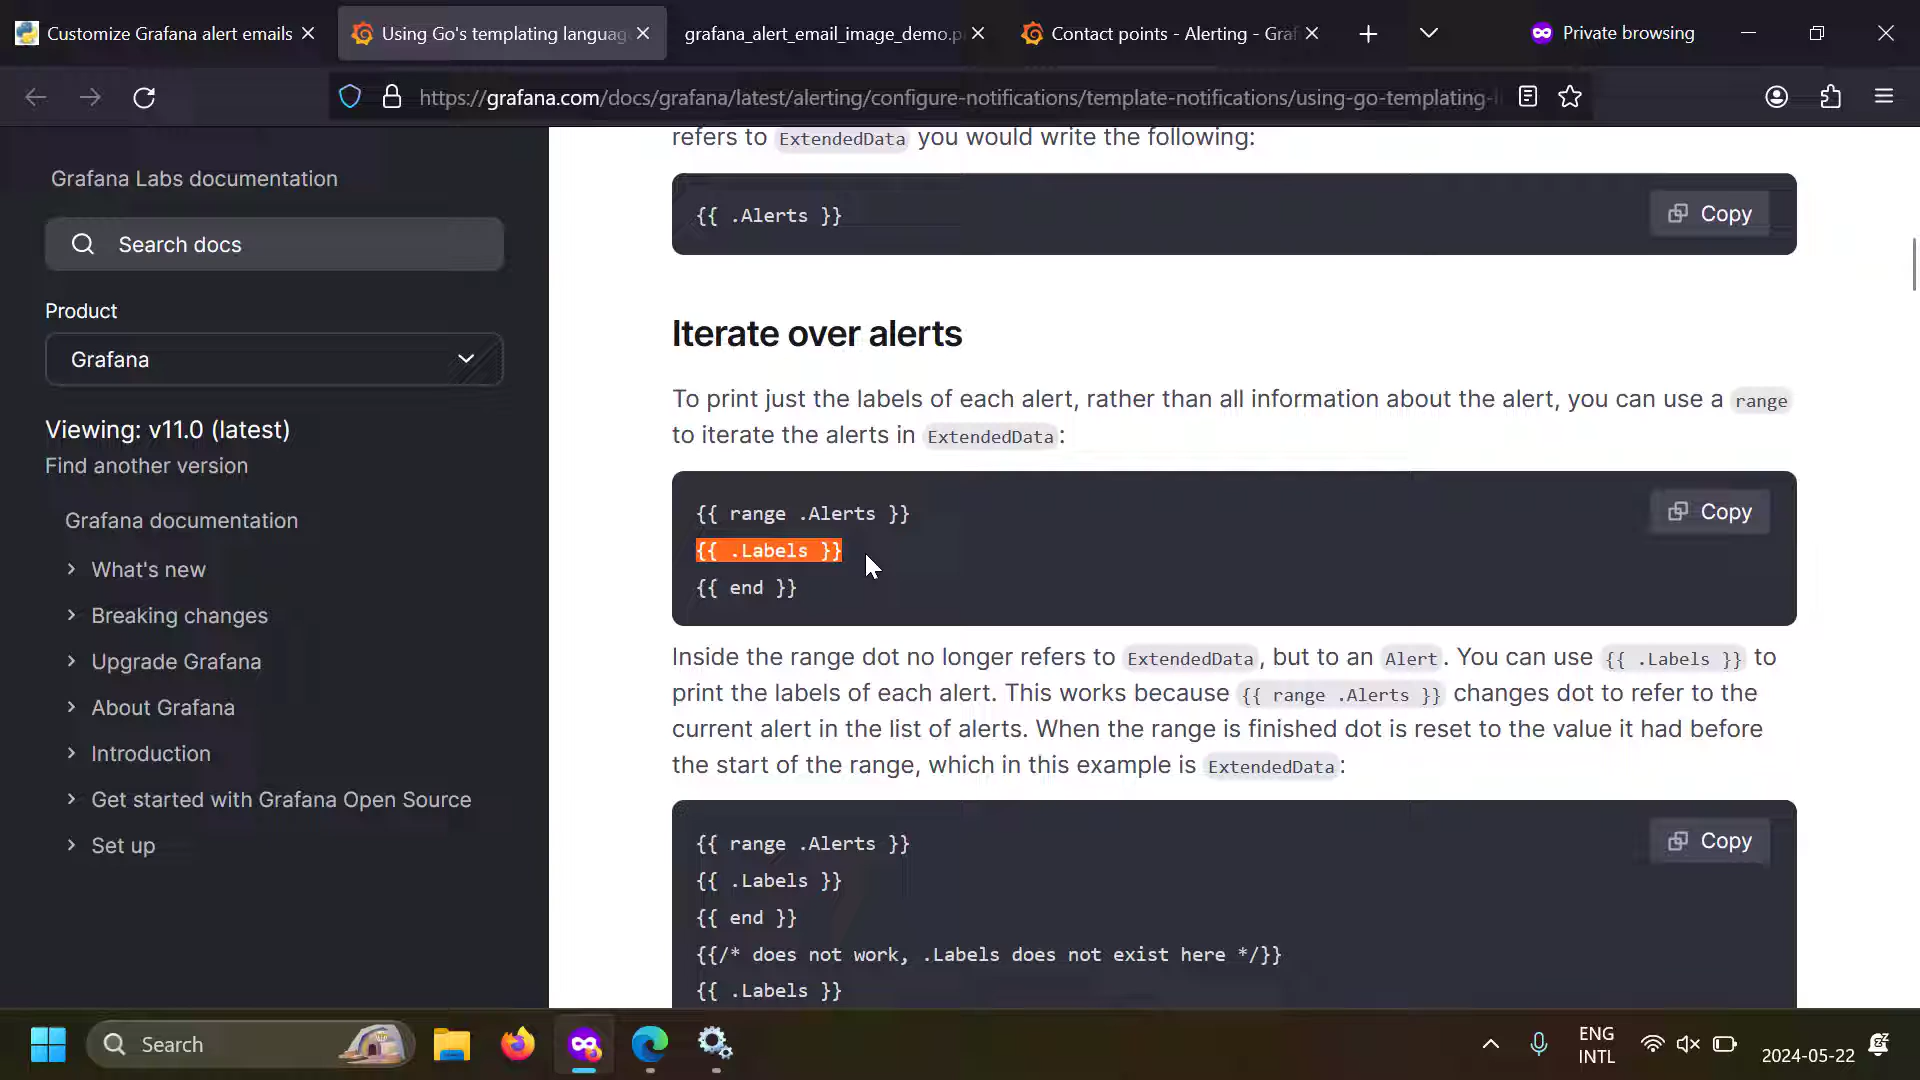 Customize Grafana alert emails
Using Go's templating languag
grafana_alert_email_image_demo.p
Contact points - Alerting - Graf
Private browsing
https://grafana.com/docs/grafana/latest/alerting/configure-notifications/template-notifications/using-go-templating-l
Grafana Labs documentation
Search docs
Product
Grafana
Viewing: v11.0 (latest)
Find another version
Grafana documentation
What's new
Breaking changes
Upgrade Grafana
About Grafana
Introduction
Get started with Grafana Open Source
Set up
refers to ExtendedData you would write the following:
{{ .Alerts }}
Copy
Iterate over alerts
To print just the labels of each alert, rather than all information about the alert, you can use a range
to iterate the alerts in ExtendedData:
{{ range .Alerts }}
Copy
{{ .Labels }}
{{ end }}
Inside the range dot no longer refers to ExtendedData, but to an Alert. You can use {{ .Labels }} to
print the labels of each alert. This works because {{ range .Alerts }} changes dot to refer to the
current alert in the list of alerts. When the range is finished dot is reset to the value it had before
the start of the range, which in this example is ExtendedData:
{{ range .Alerts }}
Copy
{{ .Labels }}
{{ end }}
{{/* does not work, .Labels does not exist here */}}
{{ .Labels }}
Search
ENG
INTL
2024-05-22